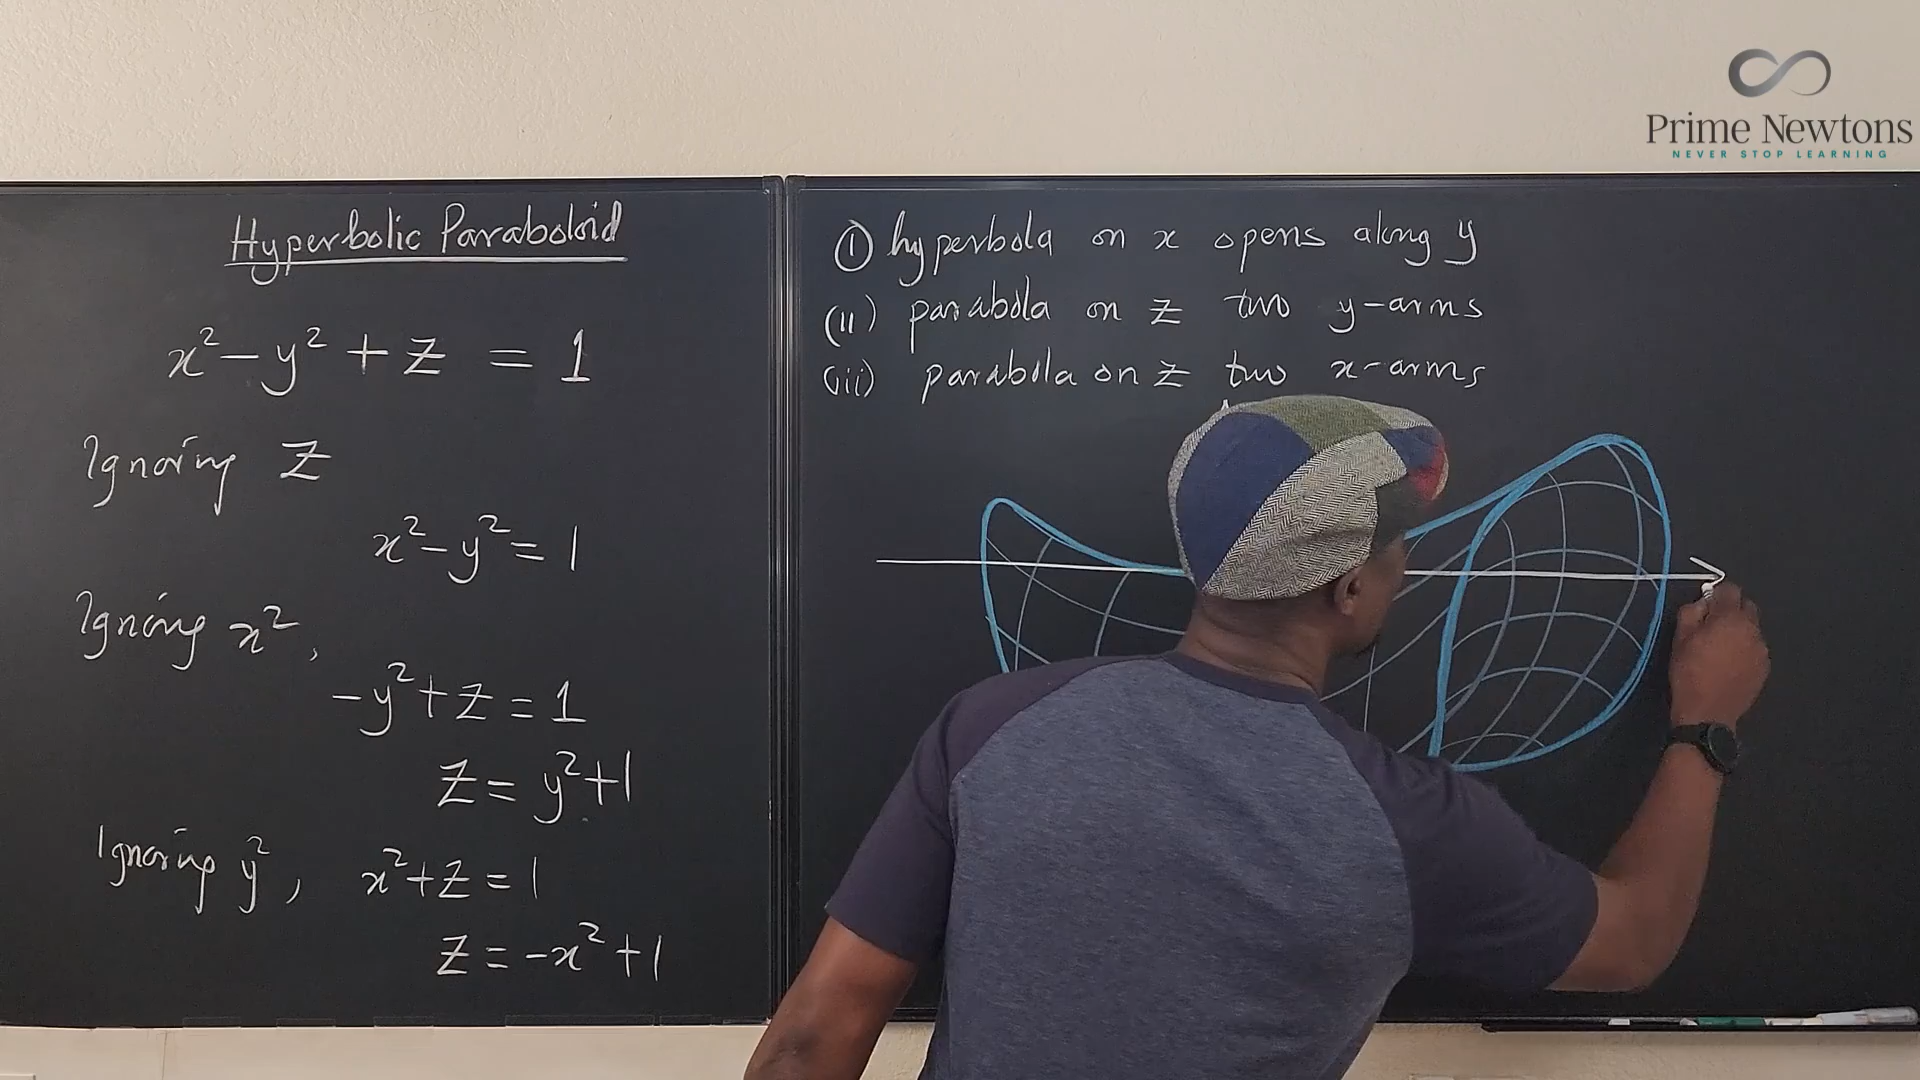 Prime Newtons
NEVER STOP LEARNING
Hyperbolic Paraboloid
x² - y² + z = 1
Ignoring z
x² - y² = 1
Ignoring x²,
-y² + z = 1
z = y² + 1
Ignoring y², x² + z = 1
z = -x² + 1
(i) hyperbola on x opens along y
(ii) parabola on z two y-arms
(iii) parabola on z two x-arms